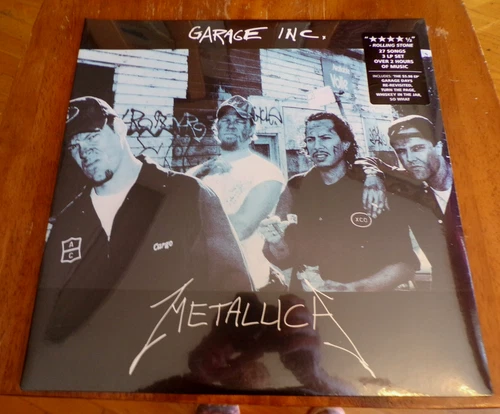 GARAGE INC.
"★★★★½"
- ROLLING STONE
27 SONGS
3 LP SET
OVER 2 HOURS
OF MUSIC
INCLUDES: THE $5.98 EP
GARAGE DAYS
RE-REVISITED,
TURN THE PAGE,
WHISKEY IN THE JAR,
SO WHAT
A
C
Cargo
METALLICA